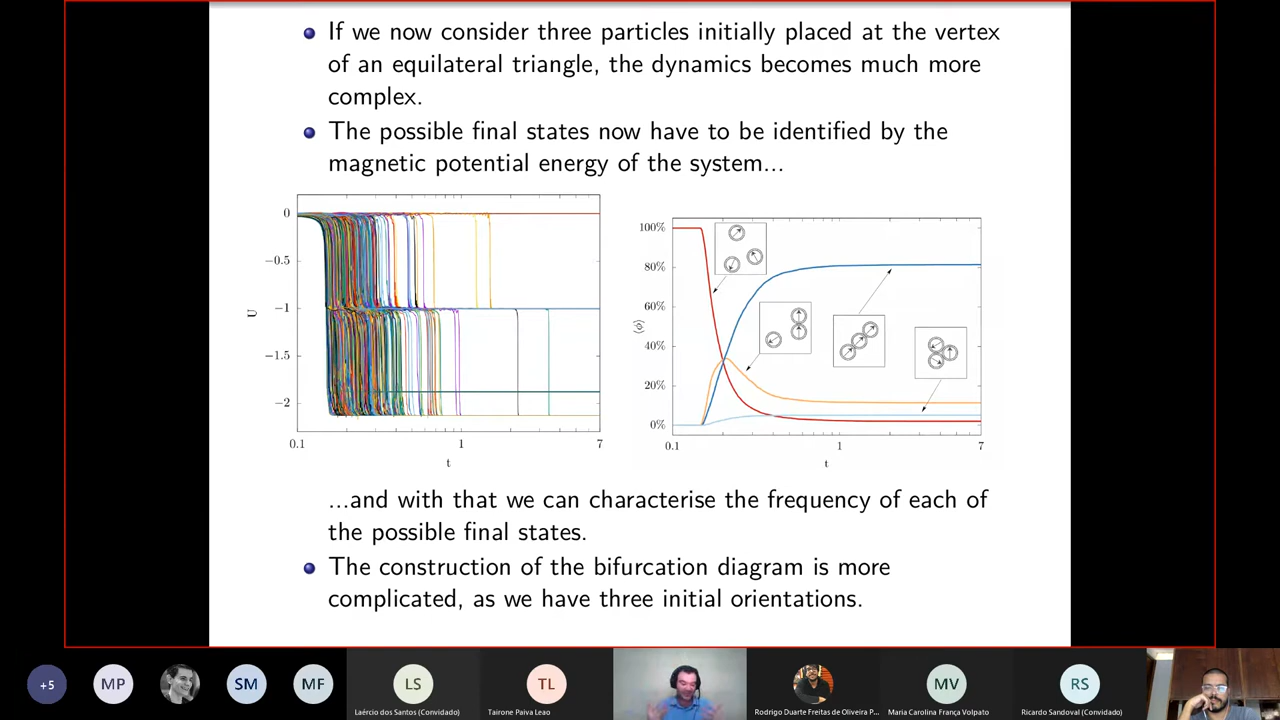 If we now consider three particles initially placed at the vertex
of an equilateral triangle, the dynamics becomes much more
complex.
The possible final states now have to be identified by the
magnetic potential energy of the system...
0
−0.5
−1
−1.5
−2
U
0.1
1
7
t
100%
80%
60%
40%
20%
0%
⟨ϕ⟩
0.1
1
7
t
...and with that we can characterise the frequency of each of
the possible final states.
The construction of the bifurcation diagram is more
complicated, as we have three initial orientations.
+5
MP
SM
MF
LS
Laércio dos Santos (Convidado)
TL
Tairone Paiva Leao
Rodrigo Duarte Freitas de Oliveira P...
MV
Maria Carolina França Volpato
RS
Ricardo Sandoval (Convidado)